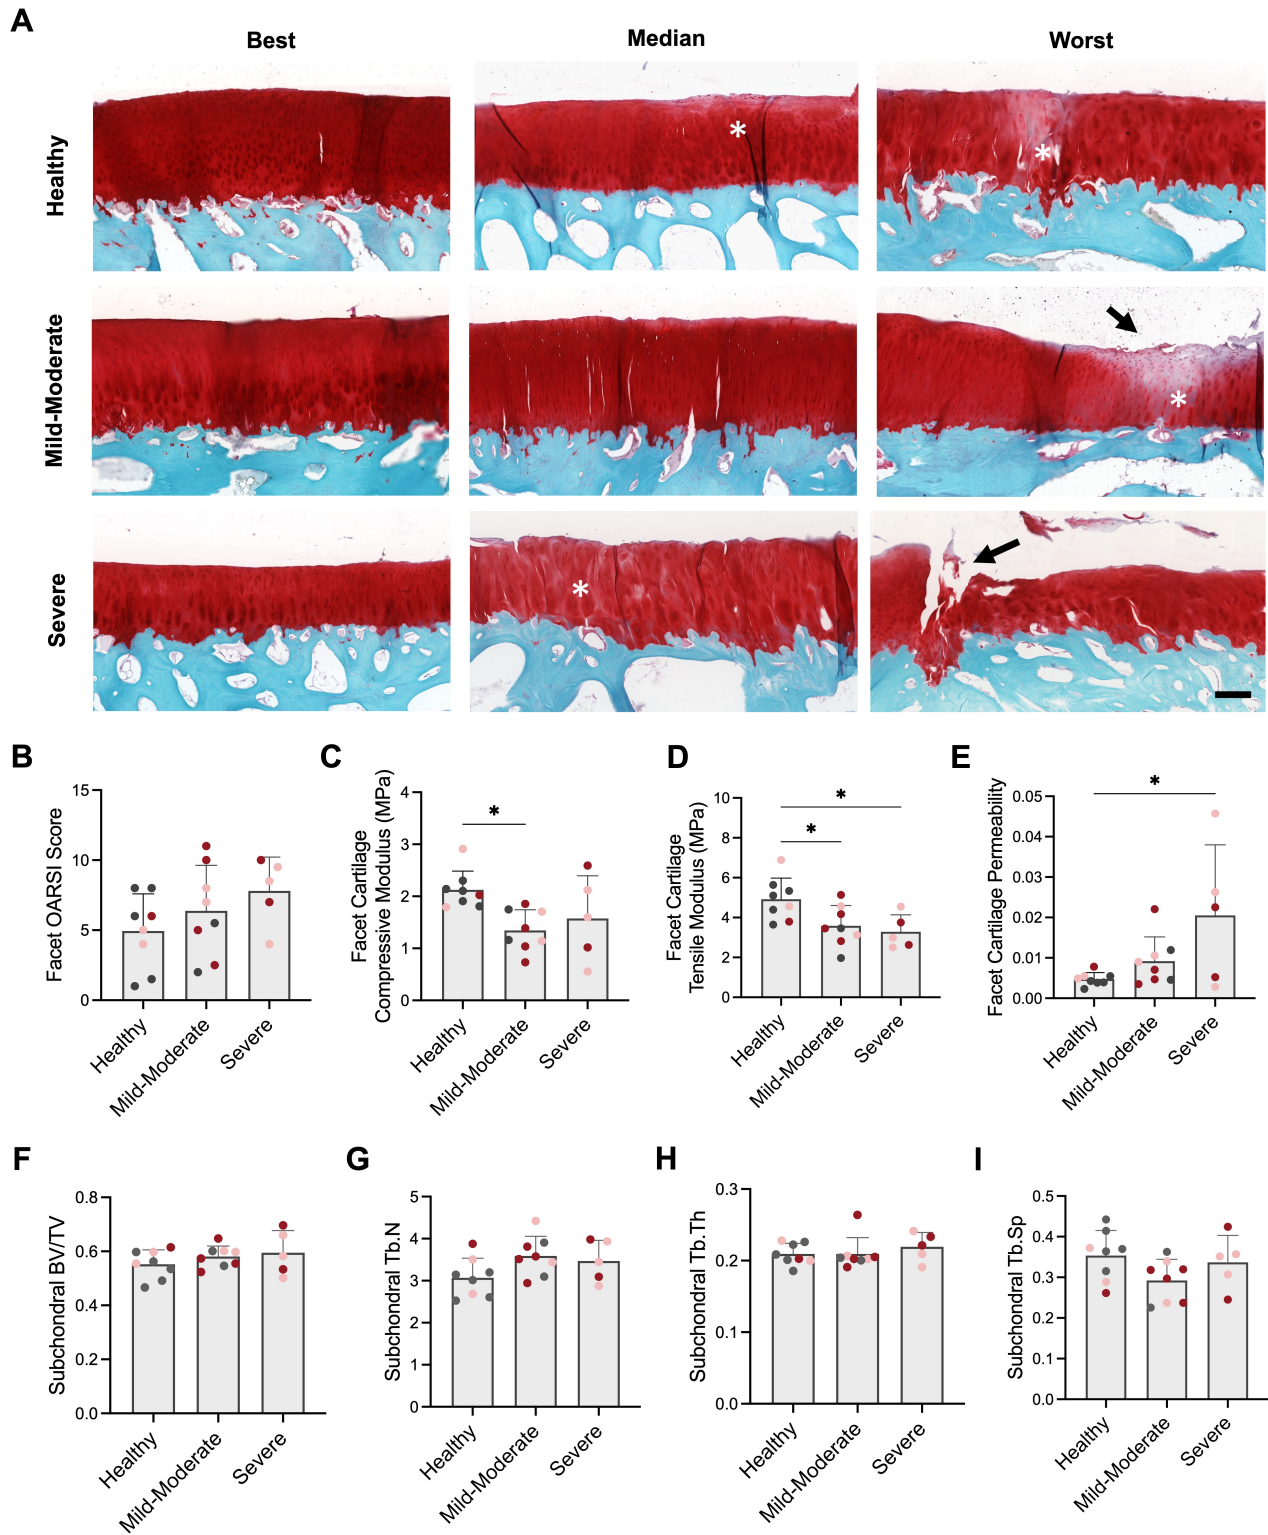 A
Best
Median
Worst
Healthy
*
*
Mild-Moderate
*
Severe
*
B
Facet OARSI Score
15
10
5
0
Healthy
Mild-Moderate
Severe
C
Facet Cartilage
Compressive Modulus (MPa)
4
3
2
1
0
*
Healthy
Mild-Moderate
Severe
D
Facet Cartilage
Tensile Modulus (MPa)
10
8
6
4
2
0
*
*
Healthy
Mild-Moderate
Severe
E
Facet Cartilage Permeability
0.05
0.04
0.03
0.02
0.01
0.00
*
Healthy
Mild-Moderate
Severe
F
Subchondral BV/TV
0.8
0.6
0.4
0.2
0.0
Healthy
Mild-Moderate
Severe
G
Subchondral Tb.N
5
4
3
2
1
0
Healthy
Mild-Moderate
Severe
H
Subchondral Tb.Th
0.3
0.2
0.1
0.0
Healthy
Mild-Moderate
Severe
I
Subchondral Tb.Sp
0.5
0.4
0.3
0.2
0.1
0.0
Healthy
Mild-Moderate
Severe